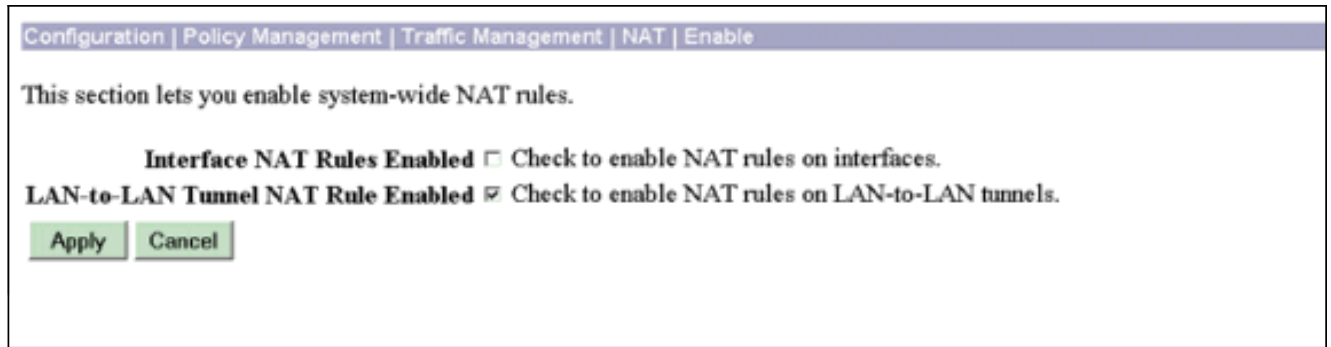 Configuration | Policy Management | Traffic Management | NAT | Enable
This section lets you enable system-wide NAT rules.
Interface NAT Rules Enabled Check to enable NAT rules on interfaces.
LAN-to-LAN Tunnel NAT Rule Enabled Check to enable NAT rules on LAN-to-LAN tunnels.
Apply Cancel